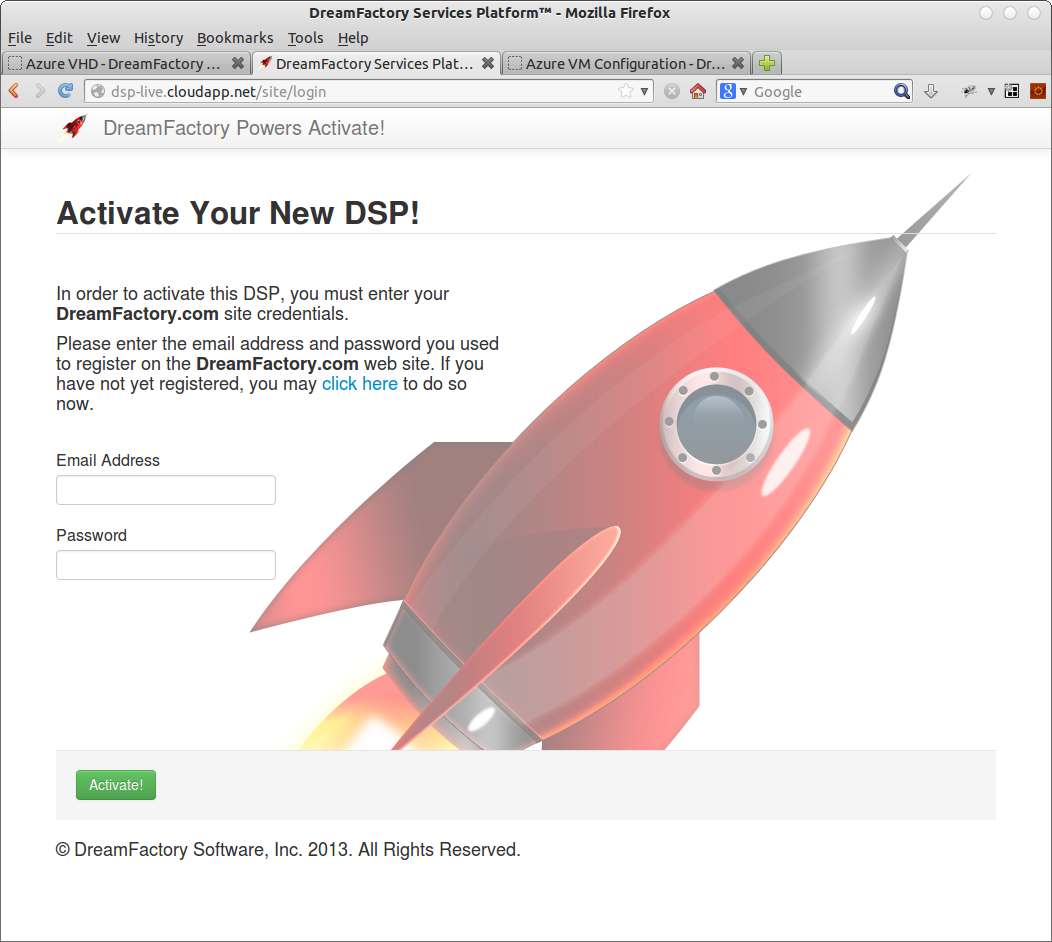 DreamFactory Services Platform™ - Mozilla Firefox
File Edit View History Bookmarks Tools Help
Azure VHD - DreamFactory ... DreamFactory Services Plat... Azure VM Configuration - Dr...
dsp-live.cloudapp.net/site/login 8 Google
DreamFactory Powers Activate!
Activate Your New DSP!
In order to activate this DSP, you must enter your
DreamFactory.com site credentials.
Please enter the email address and password you used
to register on the DreamFactory.com web site. If you
have not yet registered, you may click here to do so
now.
Email Address
Password
Activate!
© DreamFactory Software, Inc. 2013. All Rights Reserved.